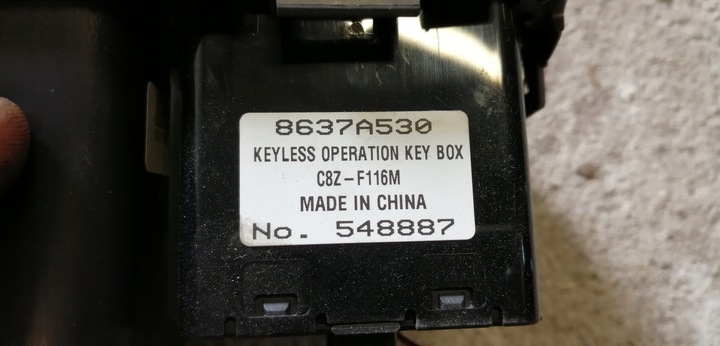 8637A530
KEYLESS OPERATION KEY BOX
C8Z-F116M
MADE IN CHINA
No. 548887